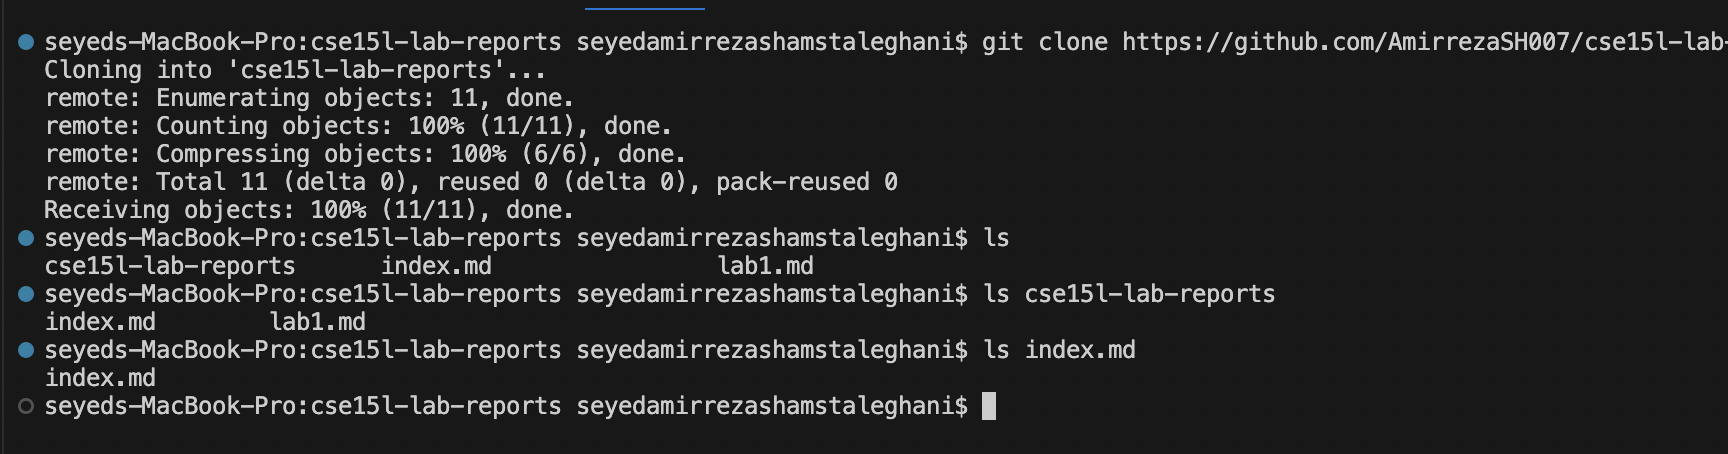 seyeds-MacBook-Pro:cse15l-lab-reports seyedamirrezashamstaleghani$ git clone https://github.com/AmirrezaSH007/cse15l-lab-
Cloning into 'cse15l-lab-reports'...
remote: Enumerating objects: 11, done.
remote: Counting objects: 100% (11/11), done.
remote: Compressing objects: 100% (6/6), done.
remote: Total 11 (delta 0), reused 0 (delta 0), pack-reused 0
Receiving objects: 100% (11/11), done.
seyeds-MacBook-Pro:cse15l-lab-reports seyedamirrezashamstaleghani$ ls
cse15l-lab-reports      index.md                lab1.md
seyeds-MacBook-Pro:cse15l-lab-reports seyedamirrezashamstaleghani$ ls cse15l-lab-reports
index.md        lab1.md
seyeds-MacBook-Pro:cse15l-lab-reports seyedamirrezashamstaleghani$ ls index.md
index.md
seyeds-MacBook-Pro:cse15l-lab-reports seyedamirrezashamstaleghani$